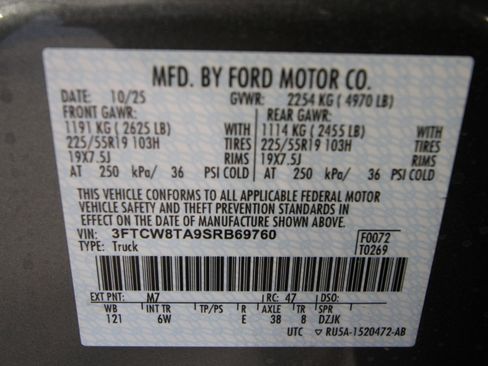 MFD. BY FORD MOTOR CO.
DATE: 10/25 GVWR: 2254 KG ( 4970 LB)
FRONT GAWR: REAR GAWR:
1191 KG ( 2625 LB) WITH 1114 KG ( 2455 LB) WITH
225/55R19 103H TIRES 225/55R19 103H TIRES
19X7.5J RIMS 19X7.5J RIMS
AT 250 kPa/ 36 PSI COLD AT 250 kPa/ 36 PSI COLD
THIS VEHICLE CONFORMS TO ALL APPLICABLE FEDERAL MOTOR
VEHICLE SAFETY AND THEFT PREVENTION STANDARDS IN
EFFECT ON THE DATE OF MANUFACTURE SHOWN ABOVE.
VIN: 3FTCW8TA9SRB69760 F0072
TYPE: Truck T0269
EXT PNT: M7 RC: 47 DSO:
WB INT TR TP/PS R AXLE TR SPR
121 6W E 38 8 DZJK
UTC ▽ RU5A-1520472-AB